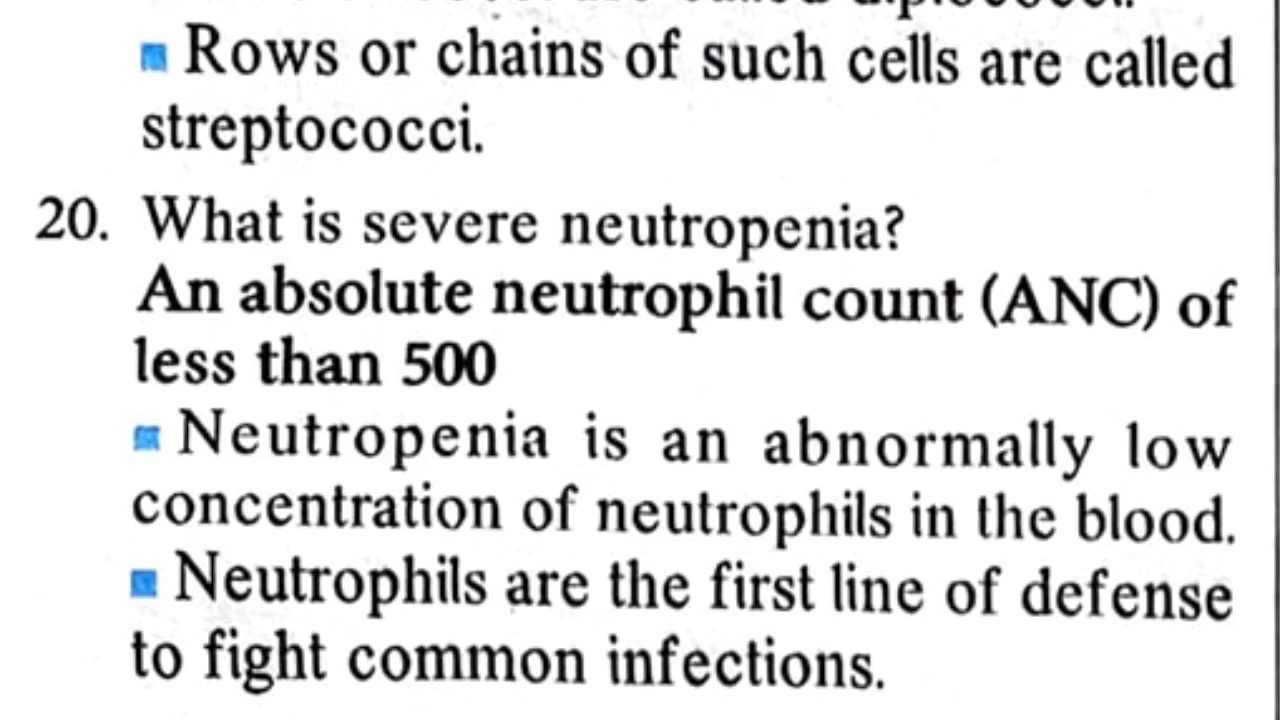 ■ Rows or chains of such cells are called
streptococci.
20. What is severe neutropenia?
An absolute neutrophil count (ANC) of
less than 500
■ Neutropenia is an abnormally low
concentration of neutrophils in the blood.
■ Neutrophils are the first line of defense
to fight common infections.